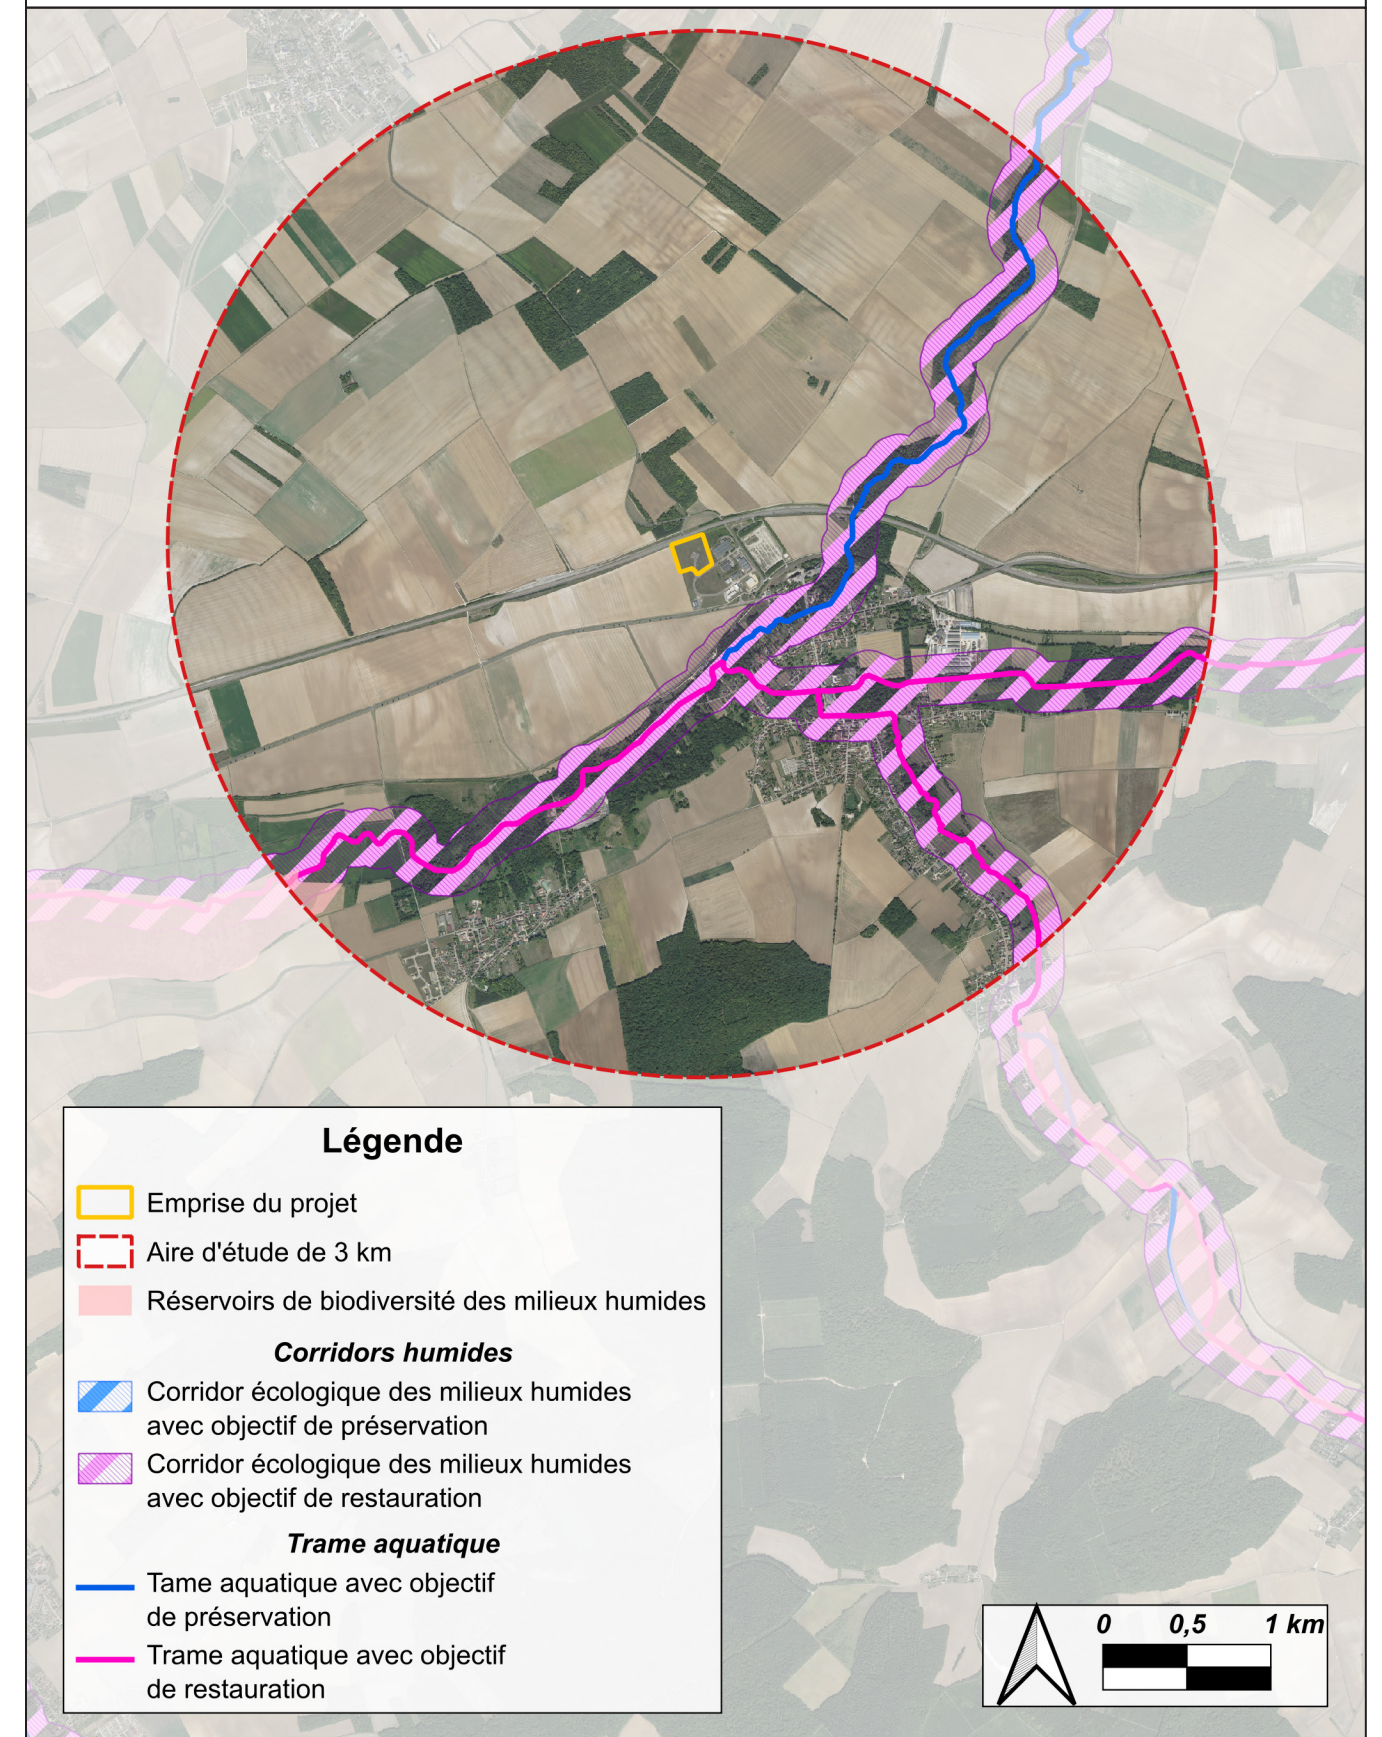 Légende
Emprise du projet
Aire d'étude de 3 km
Réservoirs de biodiversité des milieux humides
Corridors humides
Corridor écologique des milieux humides
avec objectif de préservation
Corridor écologique des milieux humides
avec objectif de restauration
Trame aquatique
Tame aquatique avec objectif
de préservation
Trame aquatique avec objectif
de restauration
0 0,5 1 km